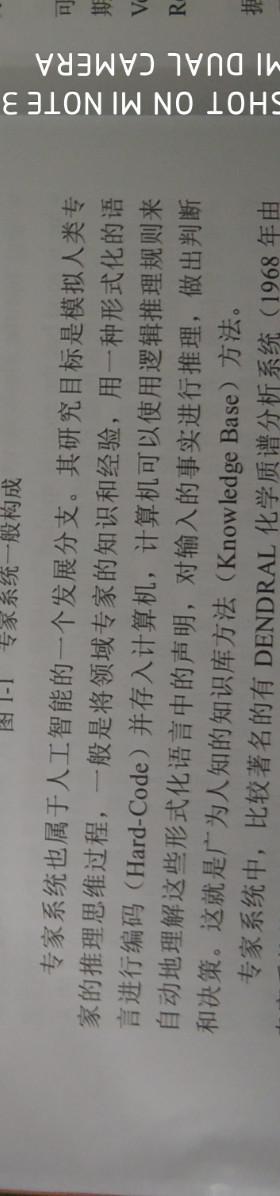 图1-1 专家系统一般构成
专家系统也属于人工智能的一个发展分支。其研究目标是模拟人类专
家的推理思维过程，一般是将领域专家的知识和经验，用一种形式化的语
言进行编码（Hard-Code）并存入计算机，计算机可以使用逻辑推理规则来
自动地理解这些形式化语言中的声明，对输入的事实进行推理，做出判断
和决策。这就是广为人知的知识库方法（Knowledge Base）方法。
专家系统中，比较著名的有 DENDRAL 化学质谱分析系统（1968 年由
SHOT ON MI NOTE 3
MI DUAL CAMERA
可
期
Vo
Re
据